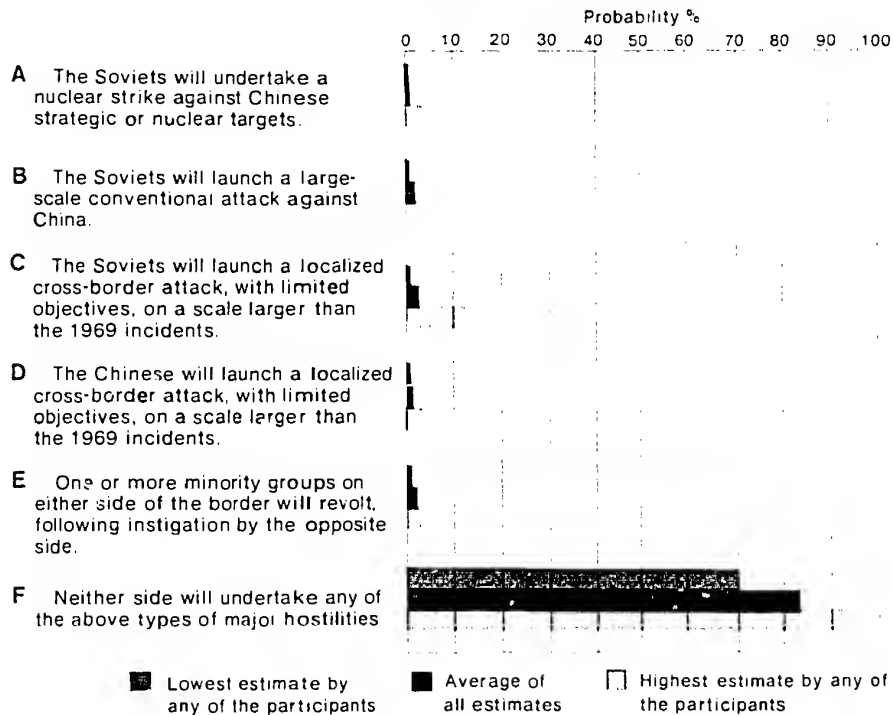 Probability %
0 10 20 30 40 50 60 70 80 90 100
A The Soviets will undertake a
nuclear strike against Chinese
strategic or nuclear targets.
B The Soviets will launch a large-
scale conventional attack against
China.
C The Soviets will launch a localized
cross-border attack, with limited
objectives, on a scale larger than
the 1969 incidents.
D The Chinese will launch a localized
cross-border attack, with limited
objectives, on a scale larger than
the 1969 incidents.
E One or more minority groups on
either side of the border will revolt,
following instigation by the opposite
side.
F Neither side will undertake any of
the above types of major hostilities
Lowest estimate by
any of the participants
Average of
all estimates
Highest estimate by any of
the participants